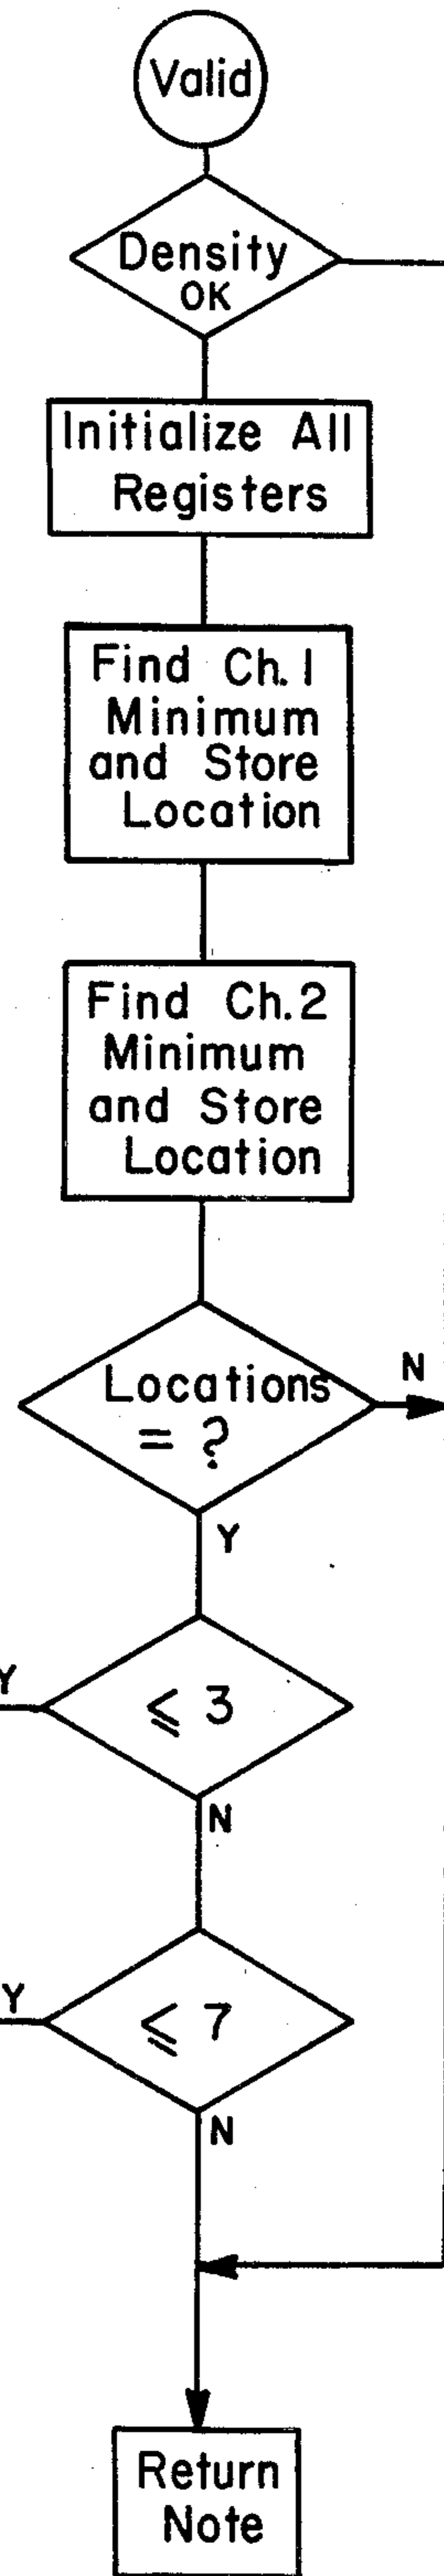 Valid
Density
OK
Initialize All
Registers
Find Ch.1
Minimum
and Store
Location
Find Ch.2
Minimum
and Store
Location
Locations
= ?
N
Y
≤ 3
Y
N
≤ 7
Y
N
Return
Note